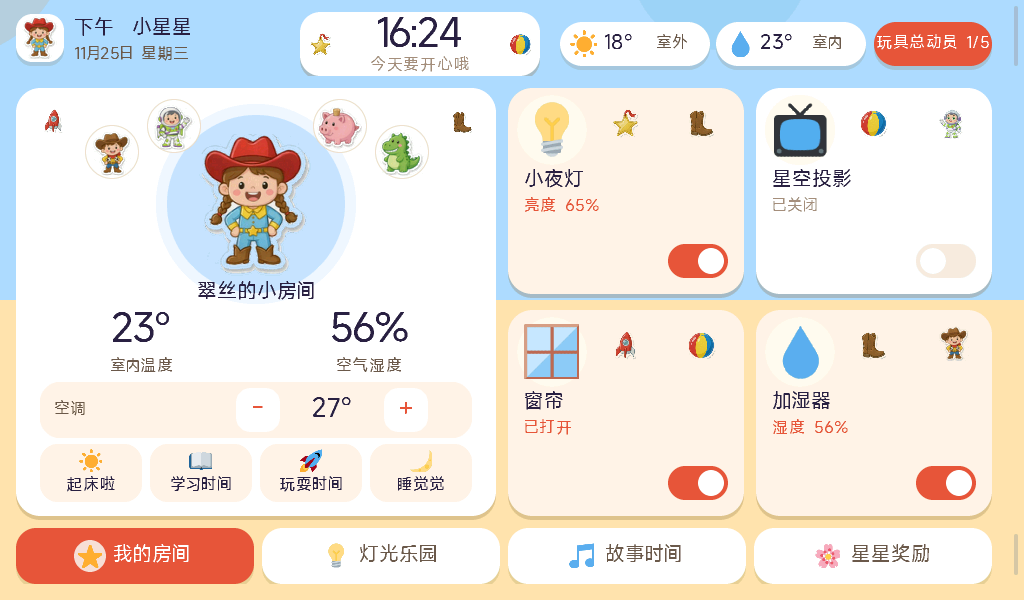 下午 小星星
11月25日 星期三
16:24
今天要开心哦
18° 室外
23° 室内
玩具总动员 1/5
翠丝的小房间
23°
室内温度
56%
空气湿度
空调
−
27°
+
起床啦
学习时间
玩耍时间
睡觉觉
小夜灯
亮度 65%
星空投影
已关闭
窗帘
已打开
加湿器
湿度 56%
我的房间
灯光乐园
故事时间
星星奖励